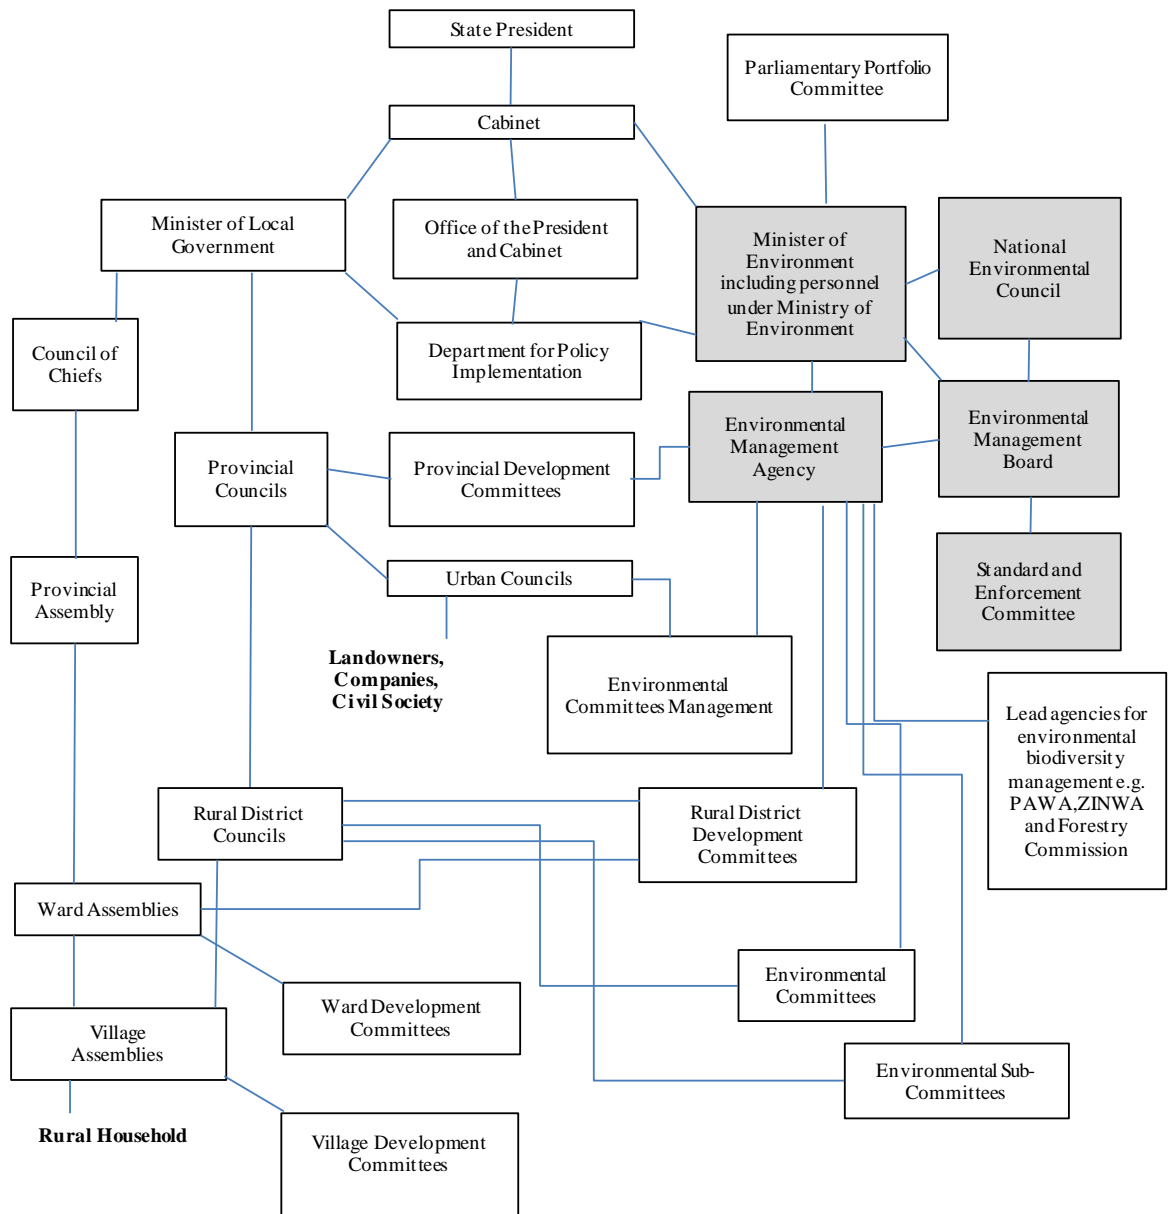 State President
Parliamentary Portfolio
Committee
Cabinet
Minister of Local
Government
Office of the President
and Cabinet
Minister of
Environment
including personnel
under Ministry of
Environment
National
Environmental
Council
Council of
Chiefs
Department for Policy
Implementation
Environmental
Management
Agency
Environmental
Management
Board
Provincial
Councils
Provincial Development
Committees
Provincial
Assembly
Urban Councils
Standard and
Enforcement
Committee
Landowners,
Companies,
Civil Society
Environmental
Committees Management
Lead agencies for
environmental
biodiversity
management e.g.
PAWA,ZINWA
and Forestry
Commission
Rural District
Councils
Rural District
Development
Committees
Ward Assemblies
Environmental
Committees
Ward Development
Committees
Village
Assemblies
Environmental Sub-
Committees
Rural Household
Village Development
Committees